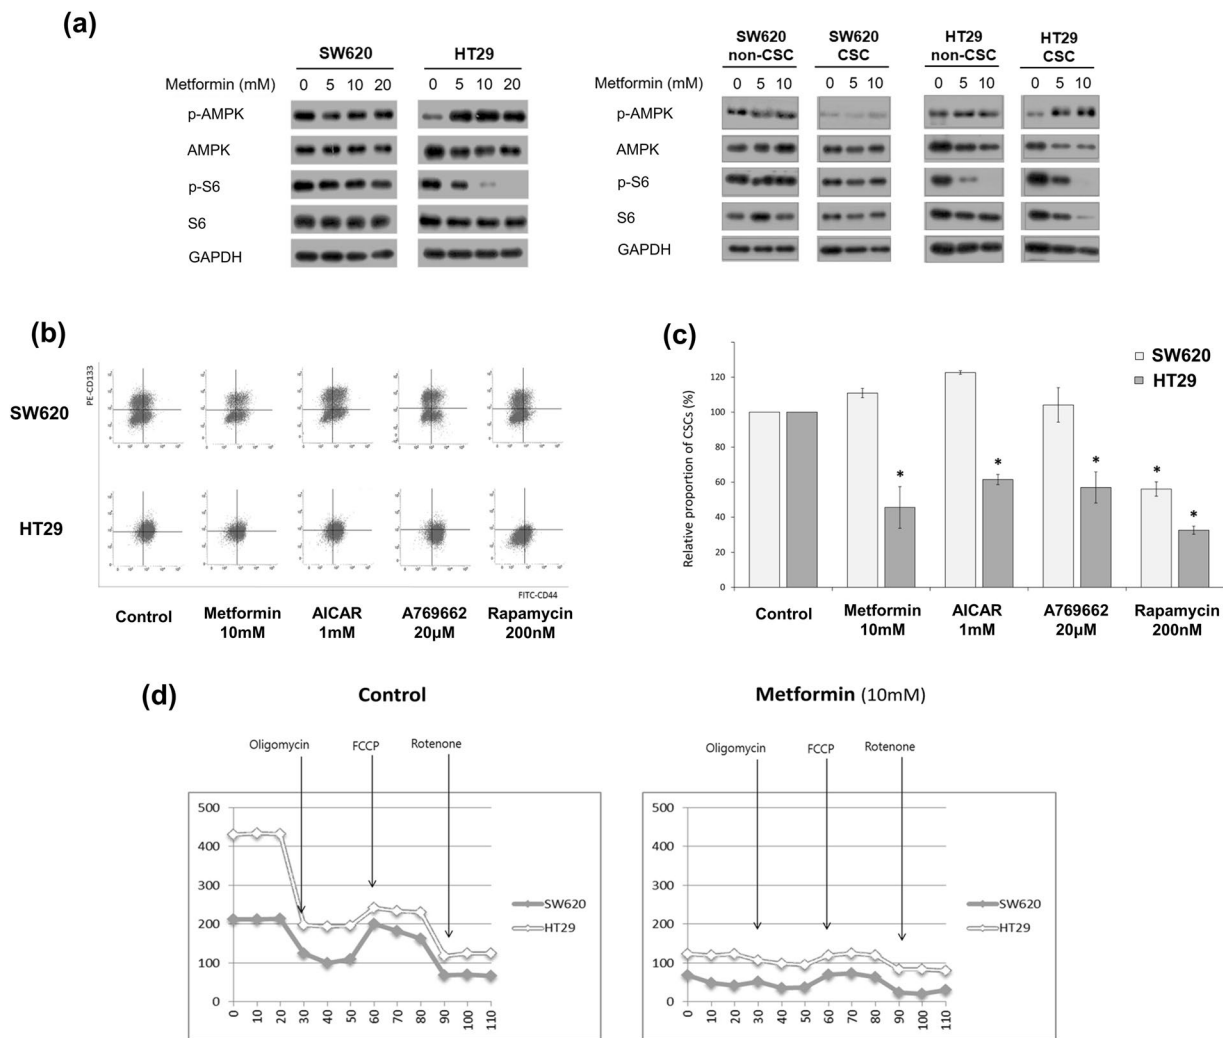 (a)
SW620 HT29
Metformin (mM) 0 5 10 20 0 5 10 20
p-AMPK
AMPK
p-S6
S6
GAPDH
SW620 SW620 HT29 HT29
non-CSC CSC non-CSC CSC
Metformin (mM) 0 5 10 0 5 10 0 5 10 0 5 10
p-AMPK
AMPK
p-S6
S6
GAPDH
(b)
PE-CD133
SW620
HT29
FITC-CD44
Control Metformin AICAR A769662 Rapamycin
10mM 1mM 20µM 200nM
(c)
Relative proportion of CSCs (%)
120
100
80
60
40
20
0
SW620
HT29
* * * * *
Control Metformin AICAR A769662 Rapamycin
10mM 1mM 20µM 200nM
(d)
Control
Oligomycin FCCP Rotenone
500
400
300
200
100
0
0 10 20 30 40 50 60 70 80 90 100 110
SW620
HT29
Metformin (10mM)
Oligomycin FCCP Rotenone
500
400
300
200
100
0
0 10 20 30 40 50 60 70 80 90 100 110
SW620
HT29